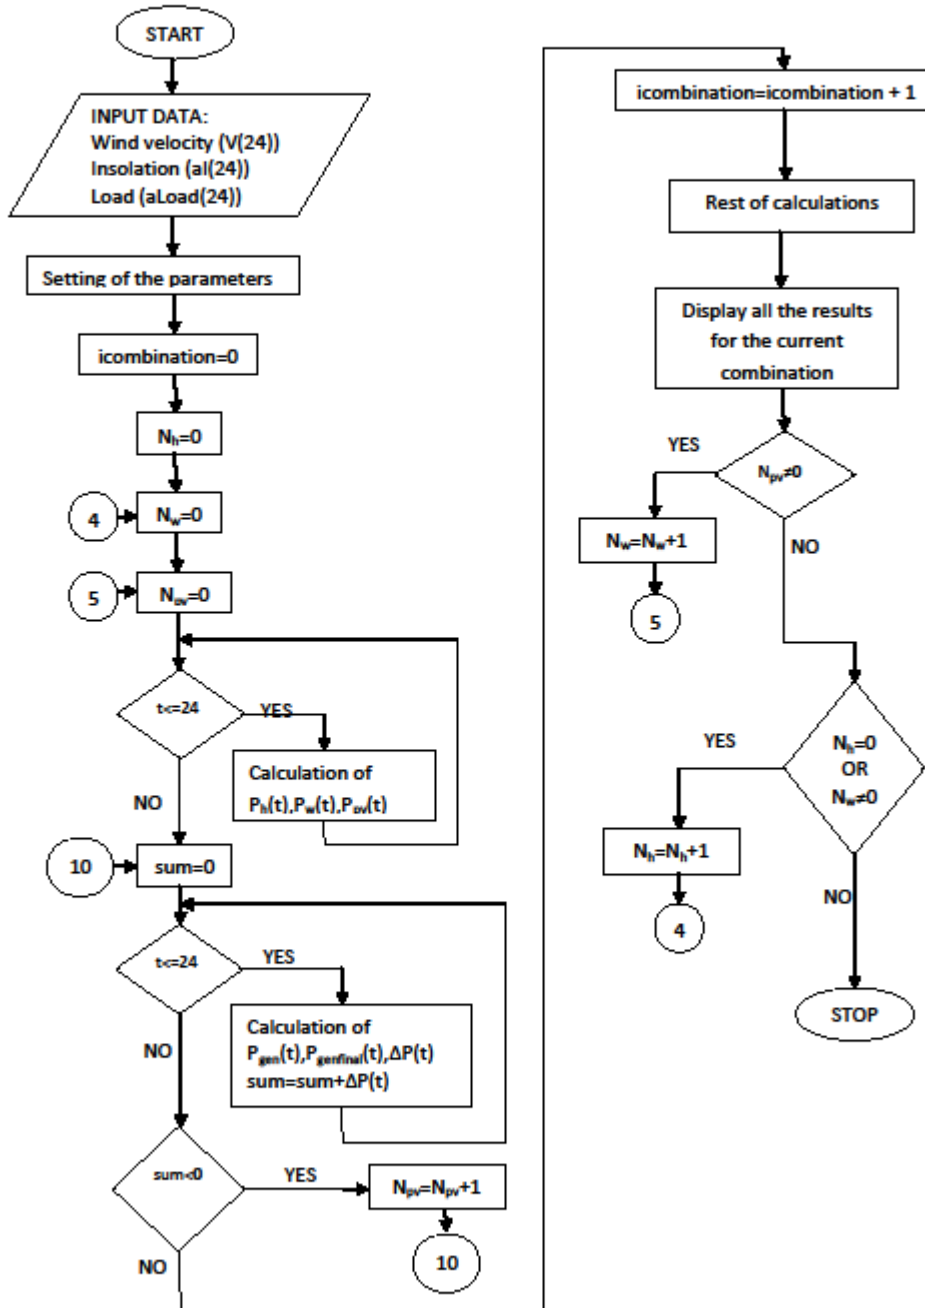 START
INPUT DATA:
Wind velocity (V(24))
Insolation (aI(24))
Load (aLoad(24))
Setting of the parameters
icombination=0
Nh=0
4
Nw=0
5
Npv=0
t<=24
YES
Calculation of
Ph(t),Pw(t),Ppv(t)
NO
10
sum=0
t<=24
YES
Calculation of
Pgen(t),Pgenfinal(t),ΔP(t)
sum=sum+ΔP(t)
NO
sum<0
YES
Npv=Npv+1
10
NO
icombination=icombination + 1
Rest of calculations
Display all the results
for the current
combination
YES
Npv≠0
Nw=Nw+1
NO
5
YES
Nh=0
OR
Nw≠0
Nh=Nh+1
NO
4
STOP